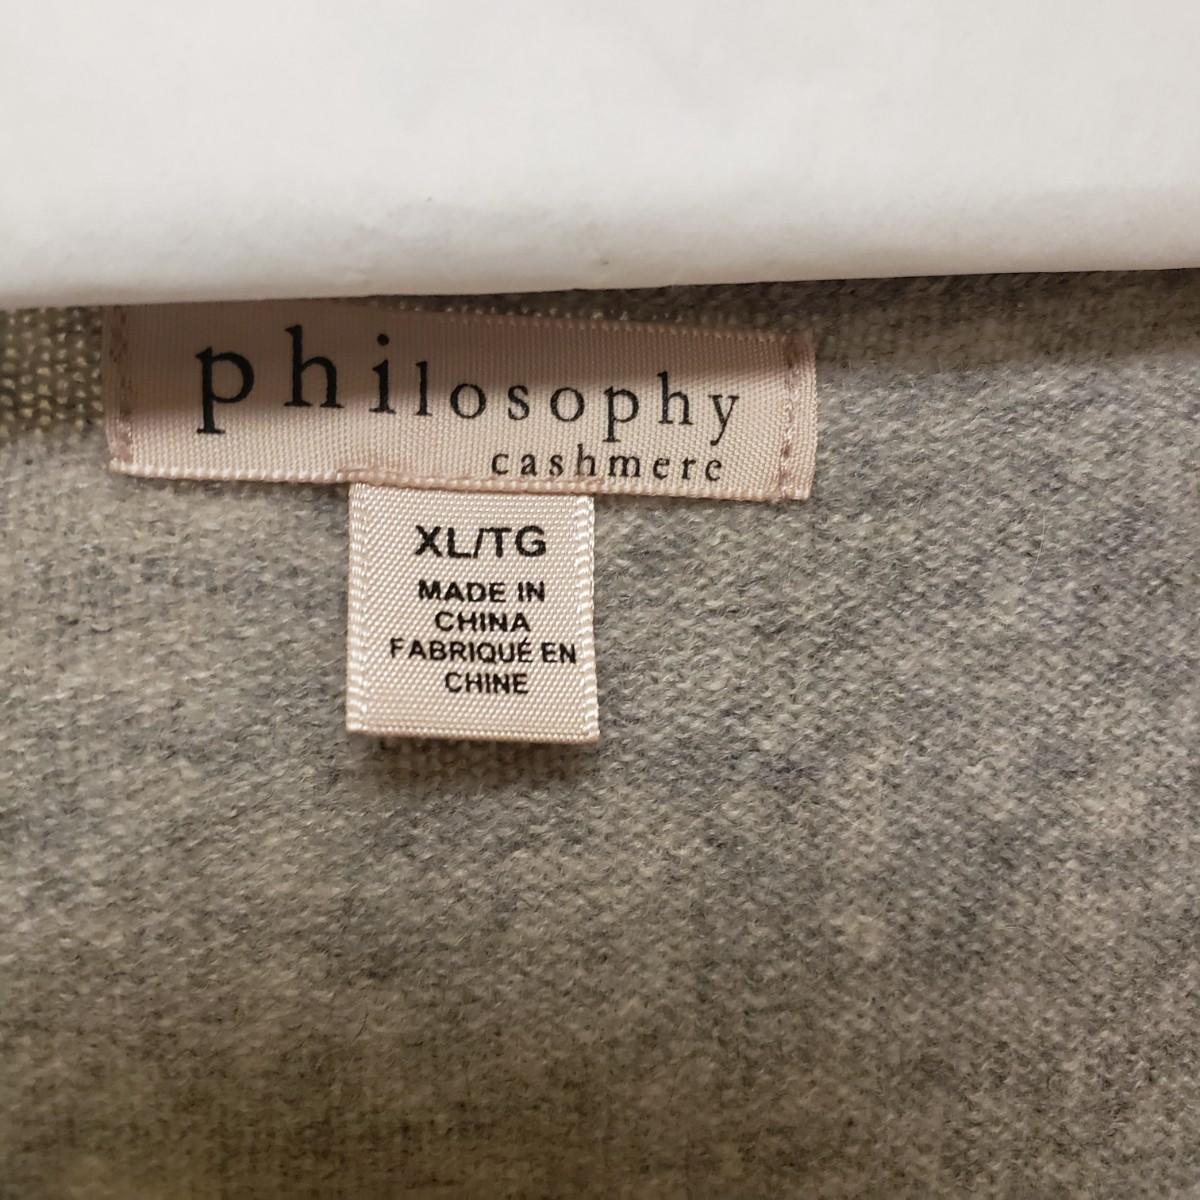 philosophy
cashmere
XL/TG
MADE IN
CHINA
FABRIQUÉ EN
CHINE